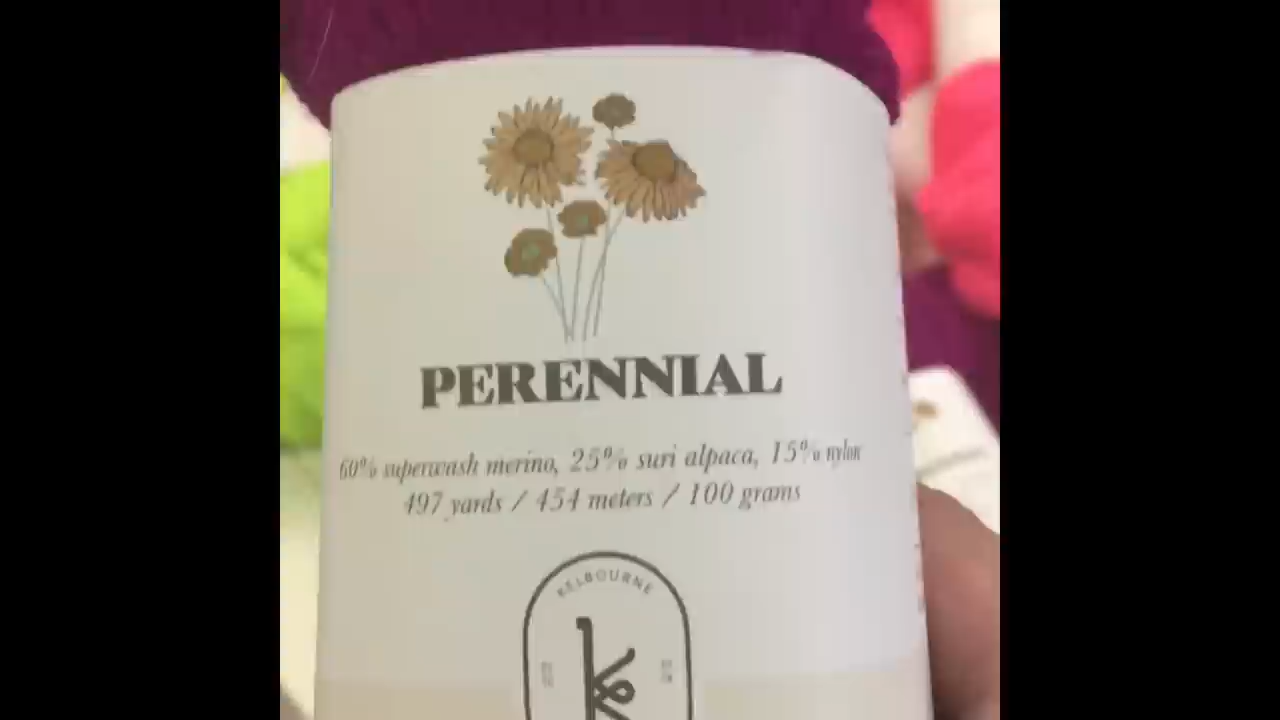 PERENNIAL
60% superwash merino, 25% suri alpaca, 15% nylon
497 yards / 454 meters / 100 grams
KELBOURNE